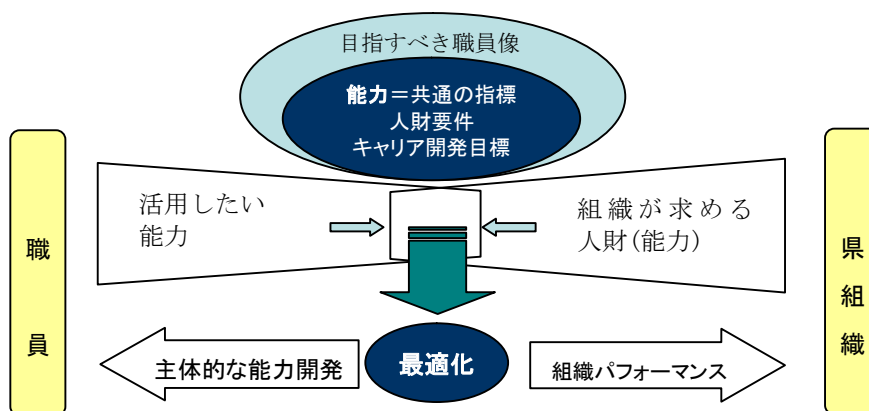 目指すべき職員像
能力＝共通の指標
人財要件
キャリア開発目標
職員
活用したい
能力
組織が求める
人財(能力)
県組織
主体的な能力開発
最適化
組織パフォーマンス